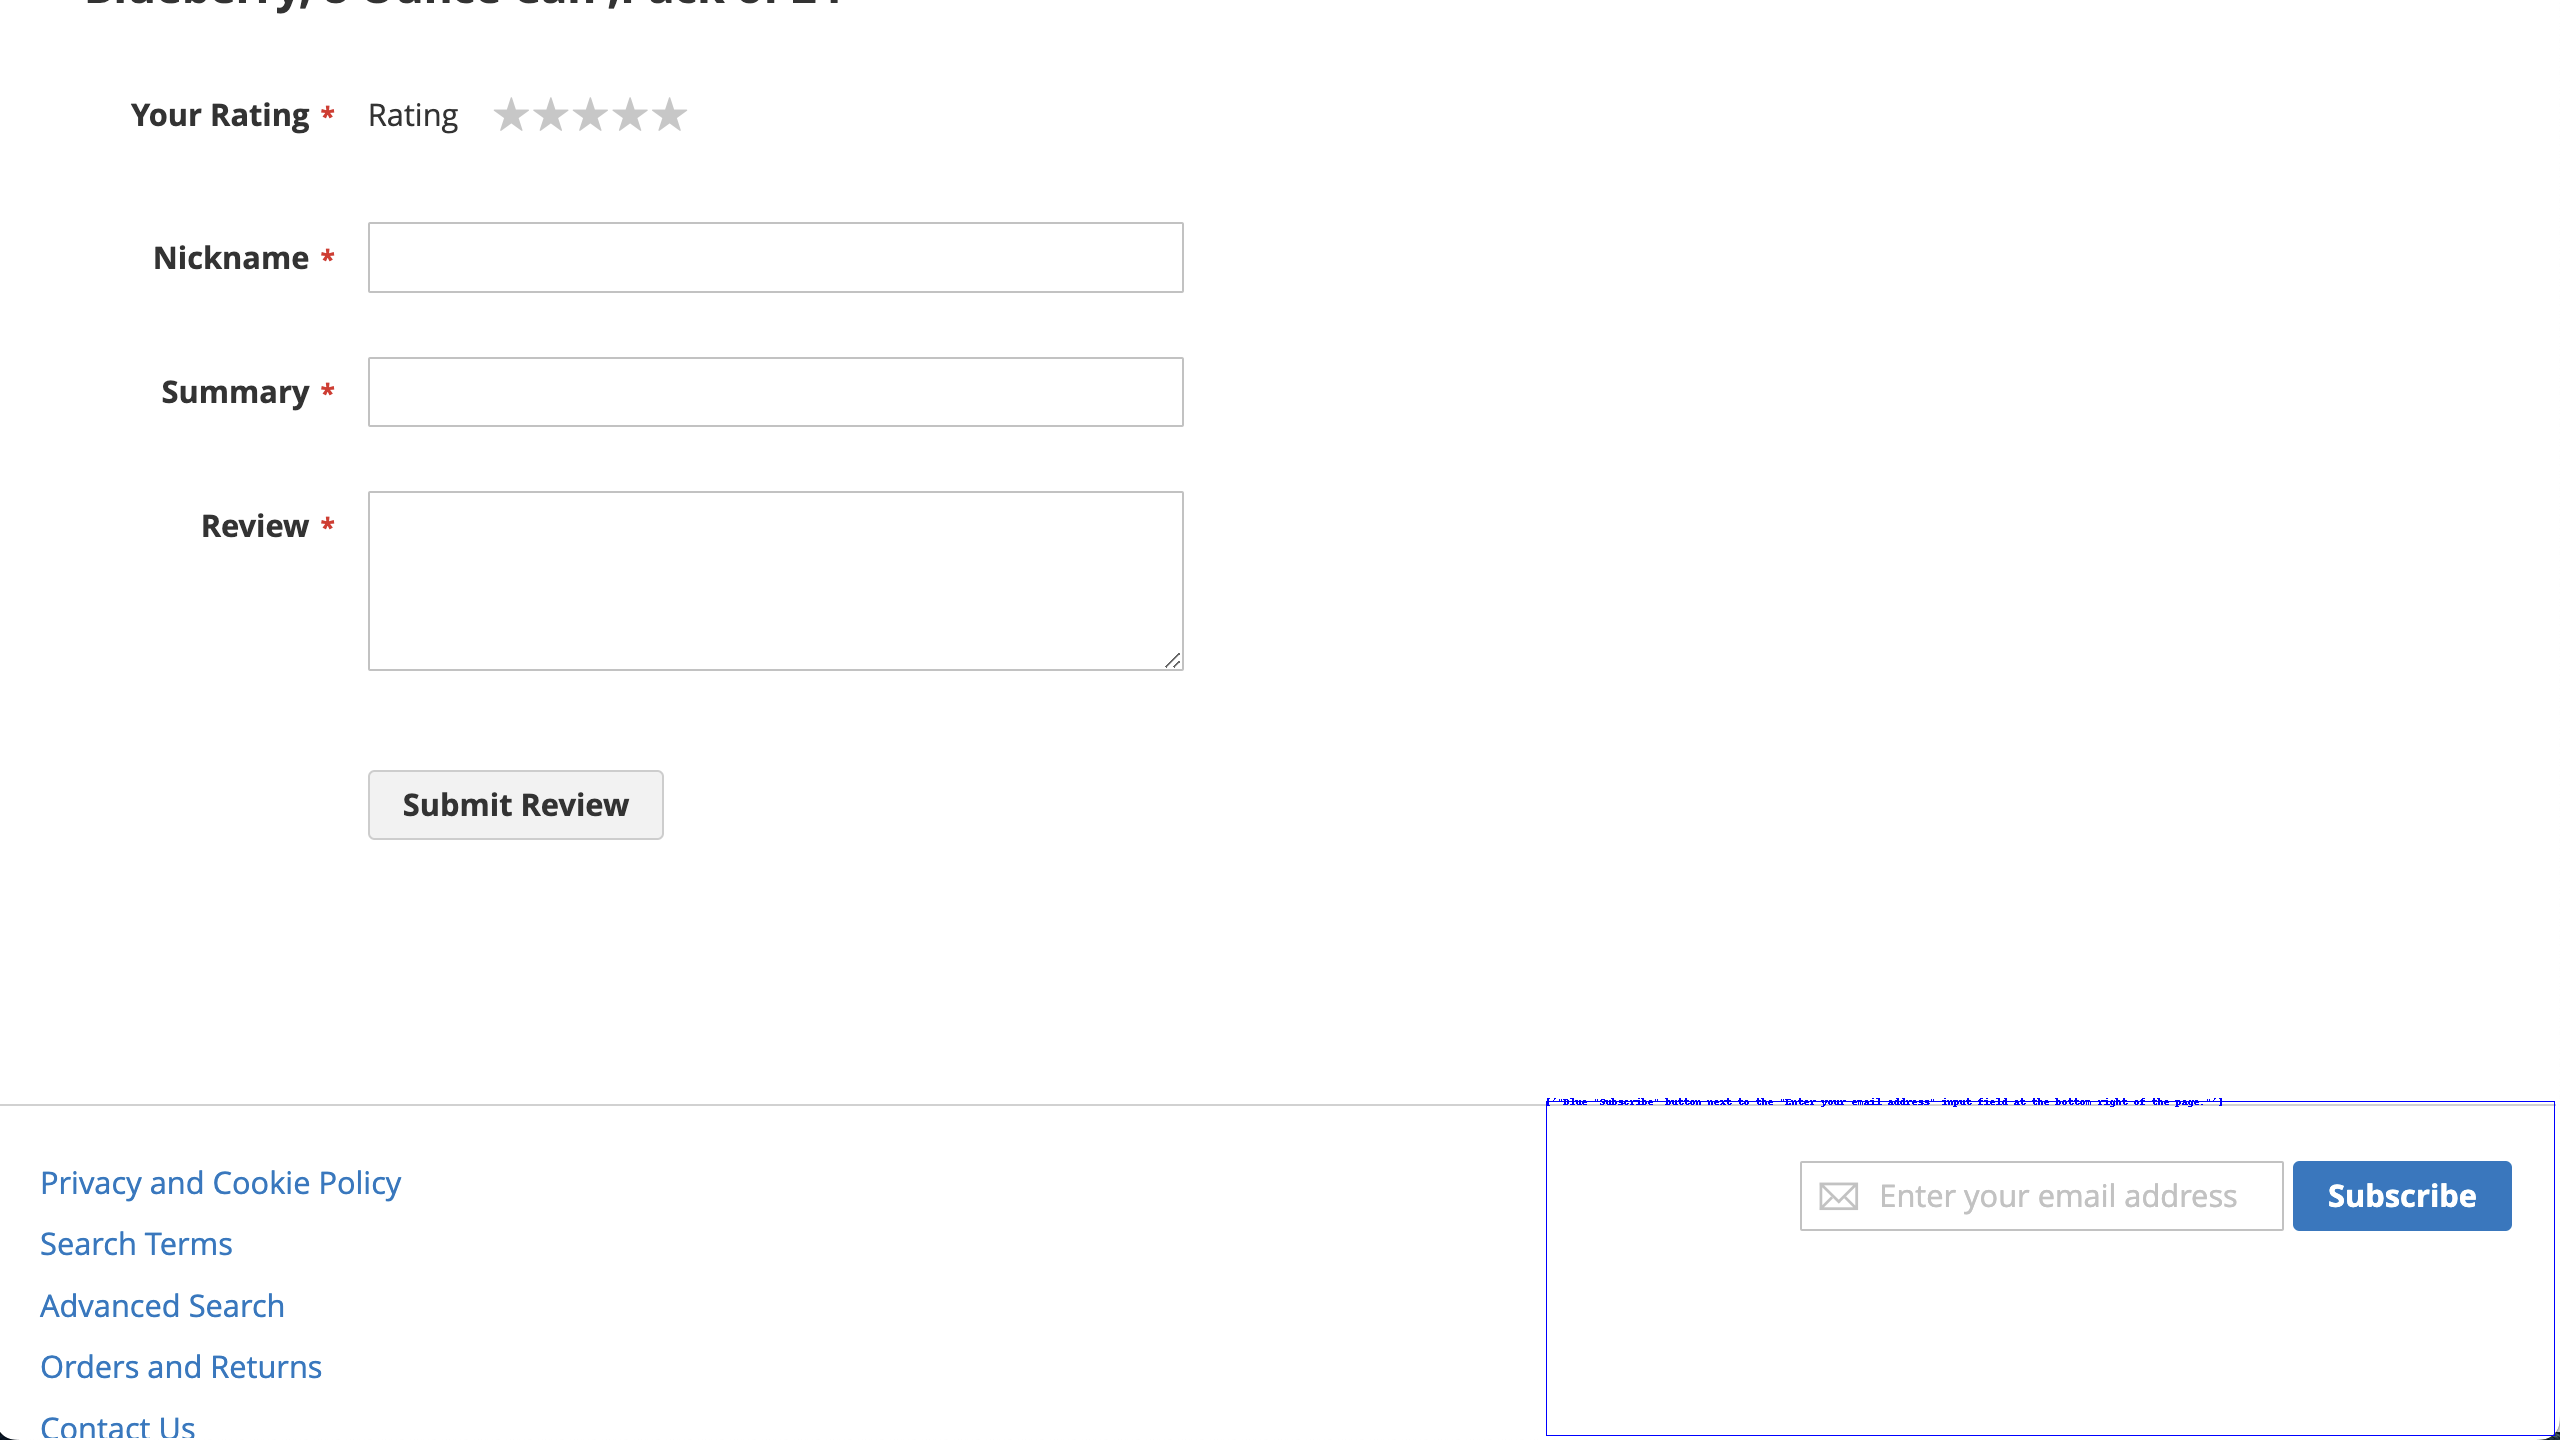 Blueberry, 8 Ounce Can ,Pack of 24
Your Rating * Rating
Nickname *
Summary *
Review *
Submit Review
['"Blue "Subscribe" button next to the "Enter your email address" input field at the bottom right of the page."']
Privacy and Cookie Policy
Enter your email address
Subscribe
Search Terms
Advanced Search
Orders and Returns
Contact Us